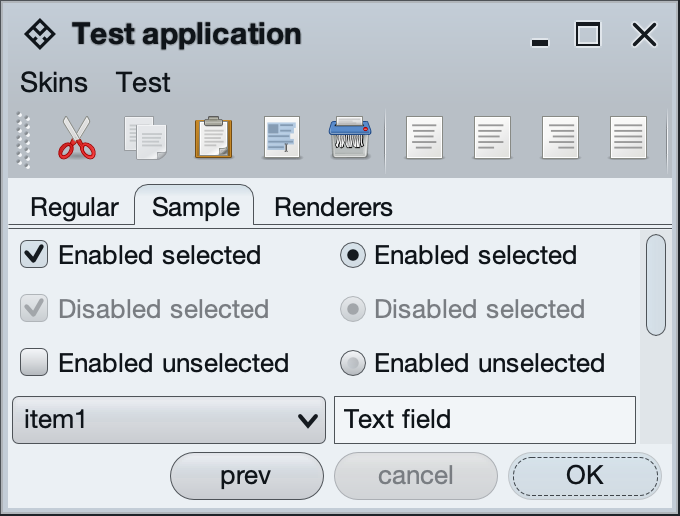 Test application
Skins Test
Regular Sample Renderers
Enabled selected Enabled selected
Disabled selected Disabled selected
Enabled unselected Enabled unselected
item1 Text field
prev cancel OK